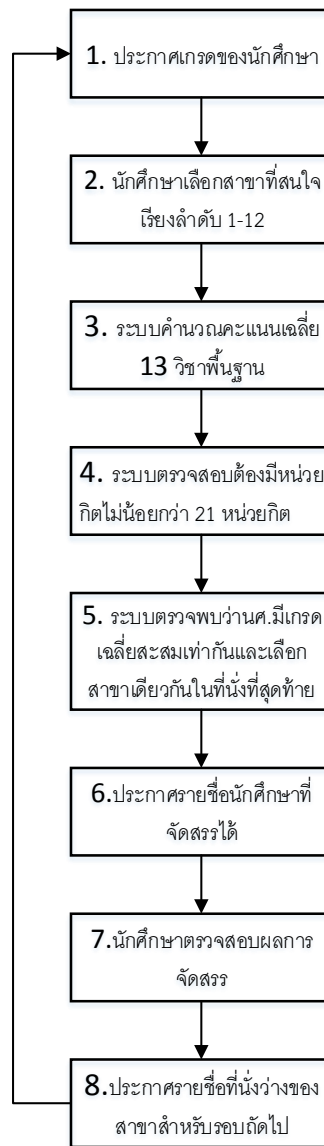 1. ประกาศเกรดของนักศึกษา
2. นักศึกษาเลือกสาขาที่สนใจ
เรียงลำดับ 1-12
3. ระบบคำนวณคะแนนเฉลี่ย
13 วิชาพื้นฐาน
4. ระบบตรวจสอบต้องมีหน่วย
กิตไม่น้อยกว่า 21 หน่วยกิต
5. ระบบตรวจพบว่านศ.มีเกรด
เฉลี่ยสะสมเท่ากันและเลือก
สาขาเดียวกันในที่นั่งที่สุดท้าย
6.ประกาศรายชื่อนักศึกษาที่
จัดสรรได้
7.นักศึกษาตรวจสอบผลการ
จัดสรร
8.ประกาศรายชื่อที่นั่งว่างของ
สาขาสำหรับรอบถัดไป